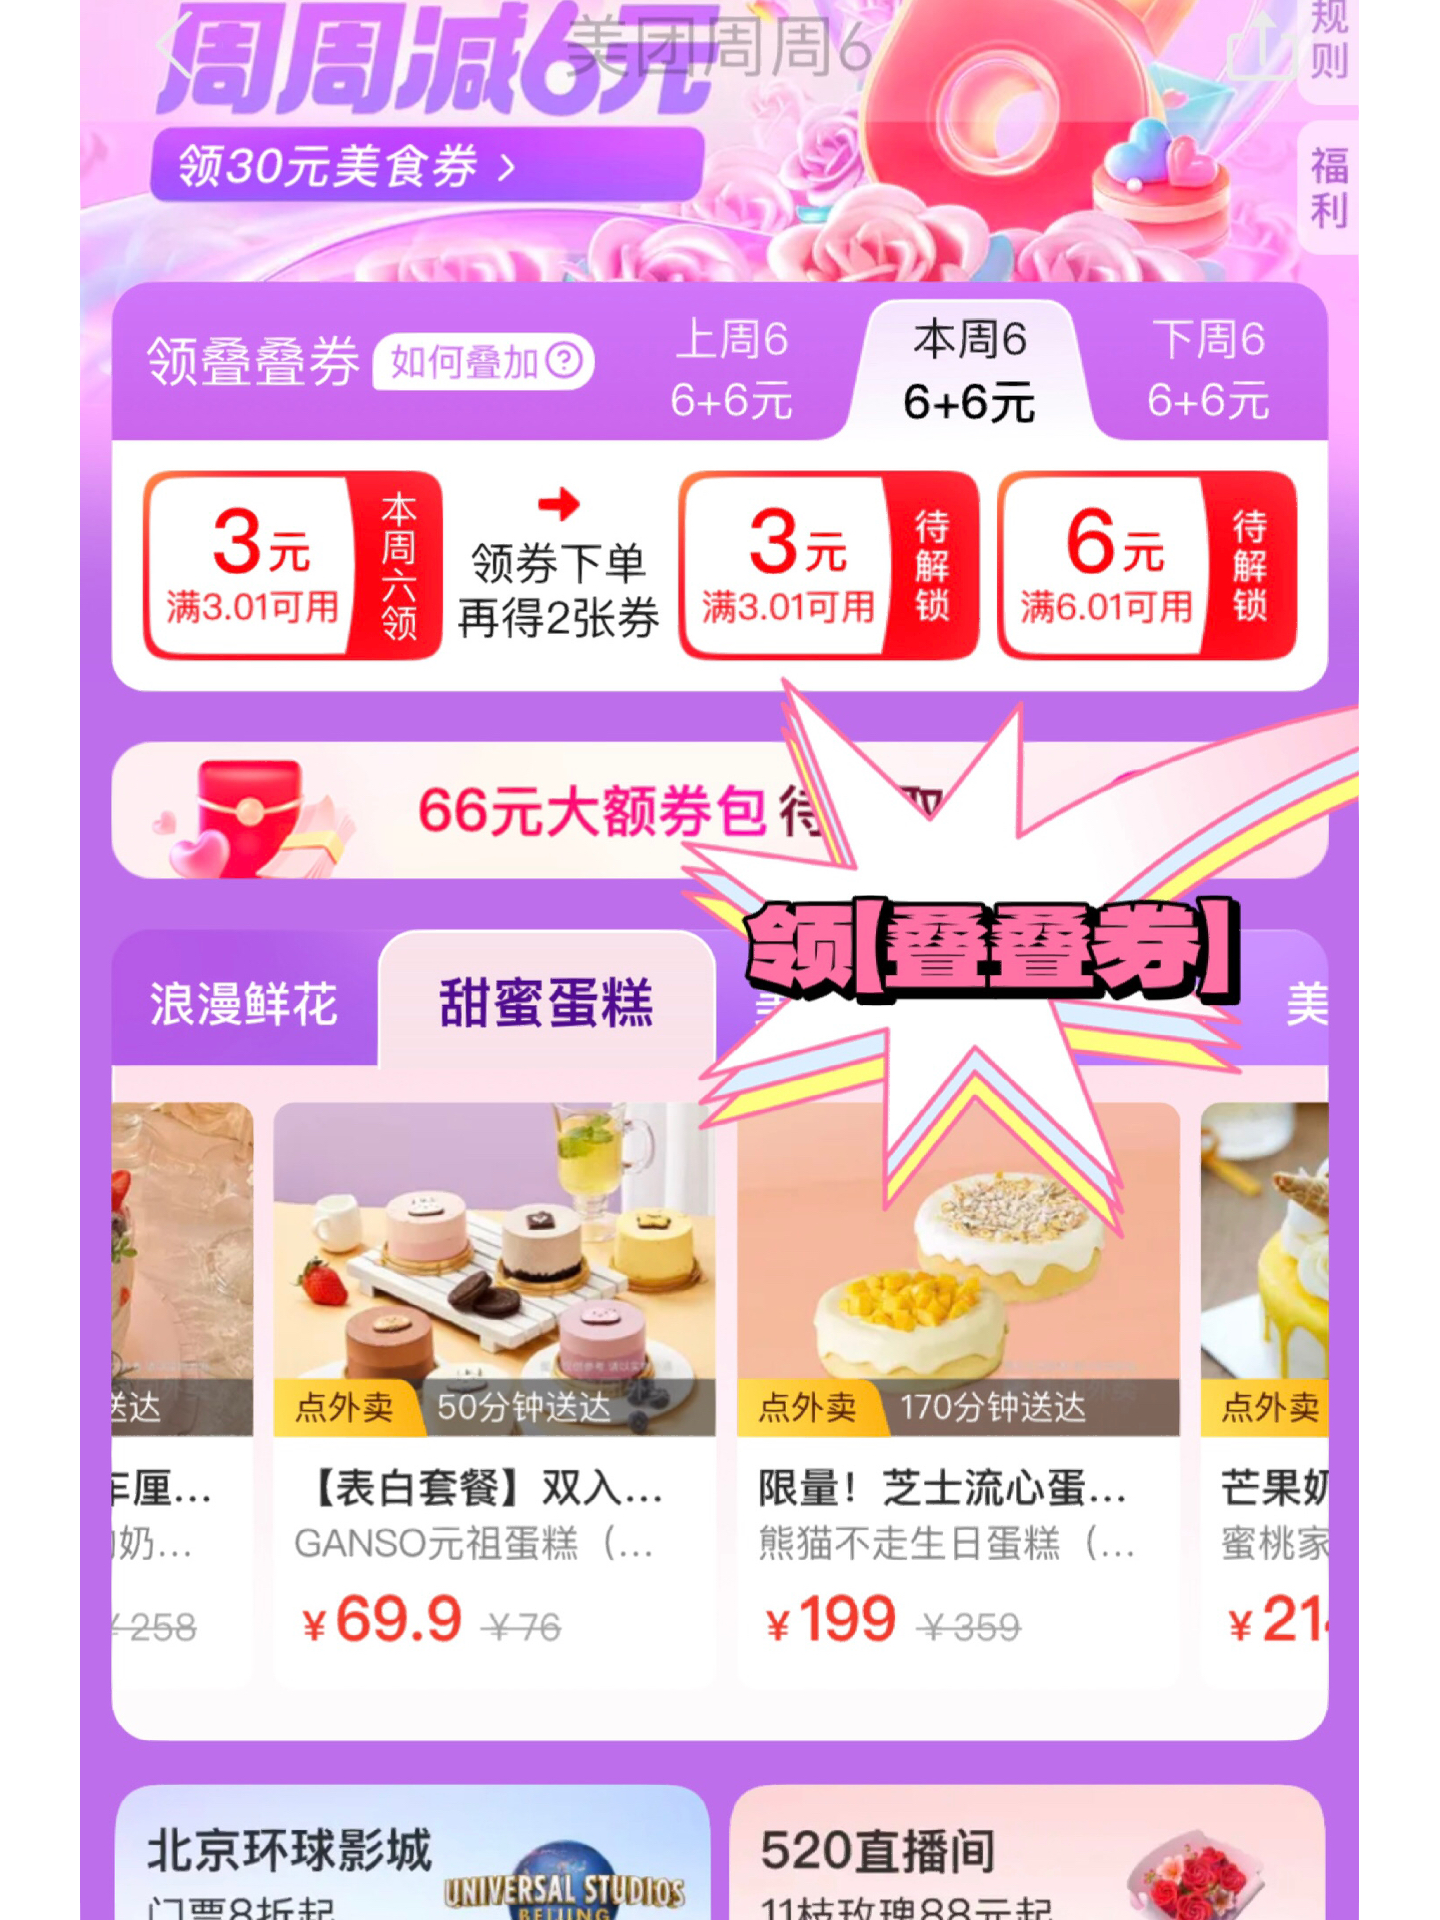 周周减6元
美团周周6
规则
领30元美食券 >
福利
领叠叠券
如何叠加?
上周6
6+6元
本周6
6+6元
下周6
6+6元
3元
满3.01可用
本周六领
领券下单
再得2张券
3元
满3.01可用
待解锁
6元
满6.01可用
待解锁
66元大额券包
领【叠叠券】
浪漫鲜花
甜蜜蛋糕
美
送达
点外卖
50分钟送达
点外卖
170分钟送达
点外卖
车厘...
【表白套餐】双入...
限量！芝士流心蛋...
芒果奶
奶...
GANSO元祖蛋糕（...
熊猫不走生日蛋糕（...
蜜桃家
¥258
¥69.9 ¥76
¥199 ¥359
¥214
北京环球影城
门票8折起
UNIVERSAL STUDIOS
BEIJING
520直播间
11枝玫瑰88元起